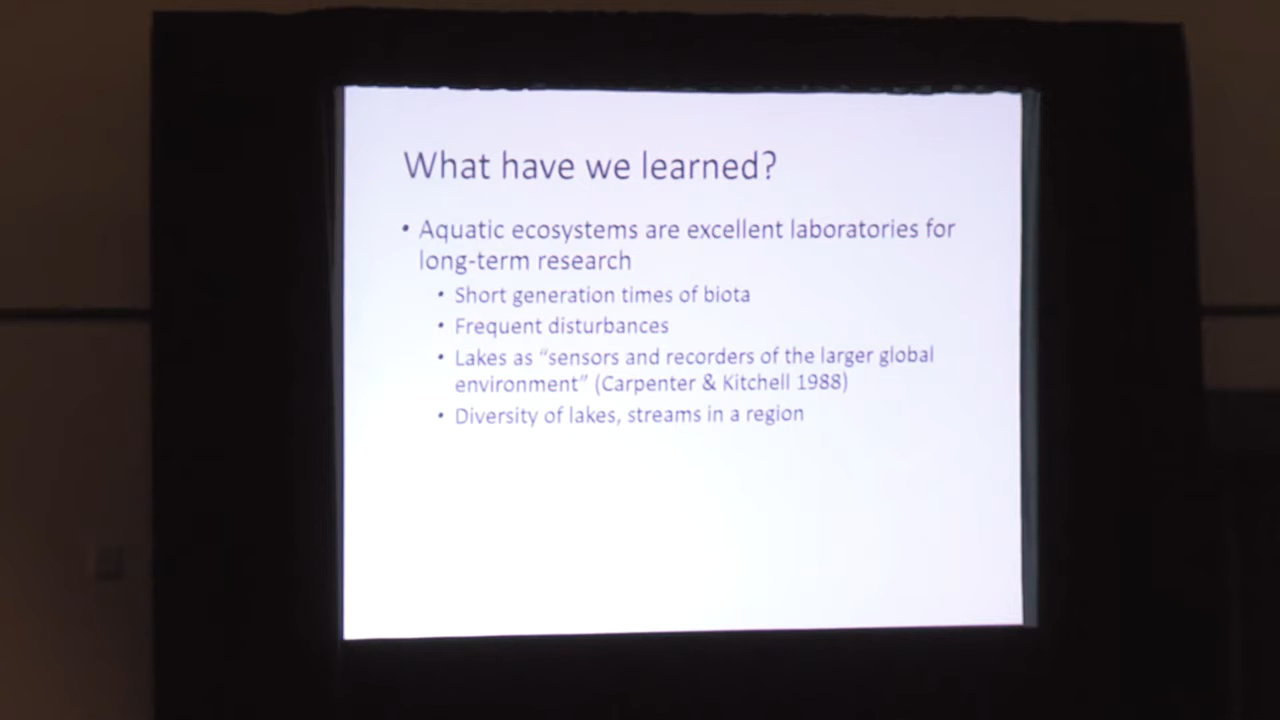 What have we learned?
• Aquatic ecosystems are excellent laboratories for
long-term research
• Short generation times of biota
• Frequent disturbances
• Lakes as “sensors and recorders of the larger global
environment” (Carpenter & Kitchell 1988)
• Diversity of lakes, streams in a region